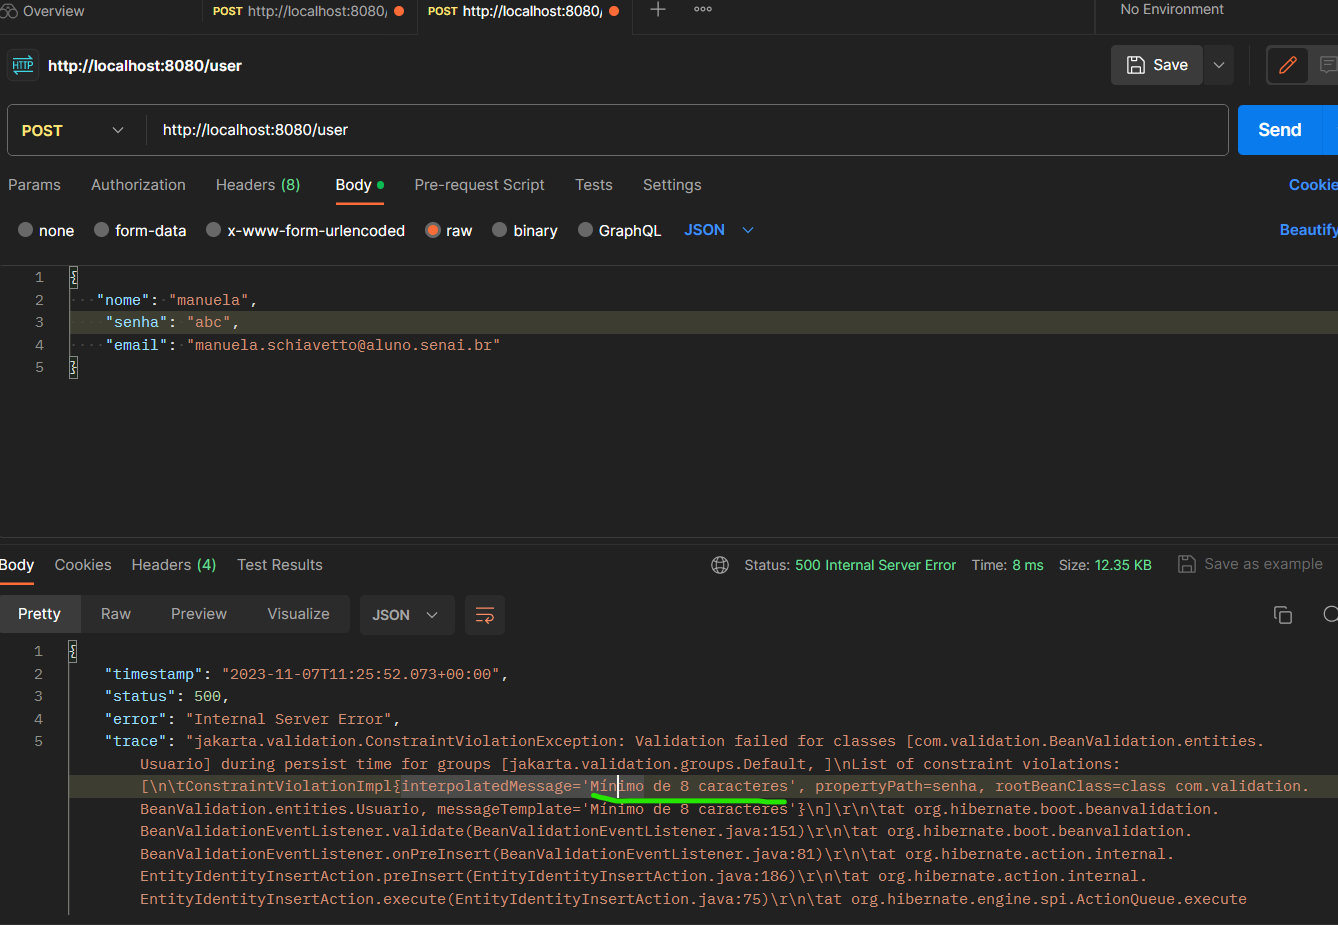 Overview
POST http://localhost:8080/
POST http://localhost:8080/
No Environment
HTTP http://localhost:8080/user
Save
POST http://localhost:8080/user
Send
Params Authorization Headers (8) Body Pre-request Script Tests Settings
Cookie
none form-data x-www-form-urlencoded raw binary GraphQL JSON
Beautify
1 {
2 "nome": "manuela",
3 "senha": "abc",
4 "email": "manuela.schiavetto@aluno.senai.br"
5 }
Body Cookies Headers (4) Test Results
Status: 500 Internal Server Error Time: 8 ms Size: 12.35 KB Save as example
Pretty Raw Preview Visualize JSON
1 {
2 "timestamp": "2023-11-07T11:25:52.073+00:00",
3 "status": 500,
4 "error": "Internal Server Error",
5 "trace": "jakarta.validation.ConstraintViolationException: Validation failed for classes [com.validation.BeanValidation.entities.
Usuario] during persist time for groups [jakarta.validation.groups.Default, ]\nList of constraint violations:
[\n\tConstraintViolationImpl{interpolatedMessage='Mínimo de 8 caracteres', propertyPath=senha, rootBeanClass=class com.validation.
BeanValidation.entities.Usuario, messageTemplate='Mínimo de 8 caracteres'}\n]\r\n\tat org.hibernate.boot.beanvalidation.
BeanValidationEventListener.validate(BeanValidationEventListener.java:151)\r\n\tat org.hibernate.boot.beanvalidation.
BeanValidationEventListener.onPreInsert(BeanValidationEventListener.java:81)\r\n\tat org.hibernate.action.internal.
EntityIdentityInsertAction.preInsert(EntityIdentityInsertAction.java:186)\r\n\tat org.hibernate.action.internal.
EntityIdentityInsertAction.execute(EntityIdentityInsertAction.java:75)\r\n\tat org.hibernate.engine.spi.ActionQueue.execute